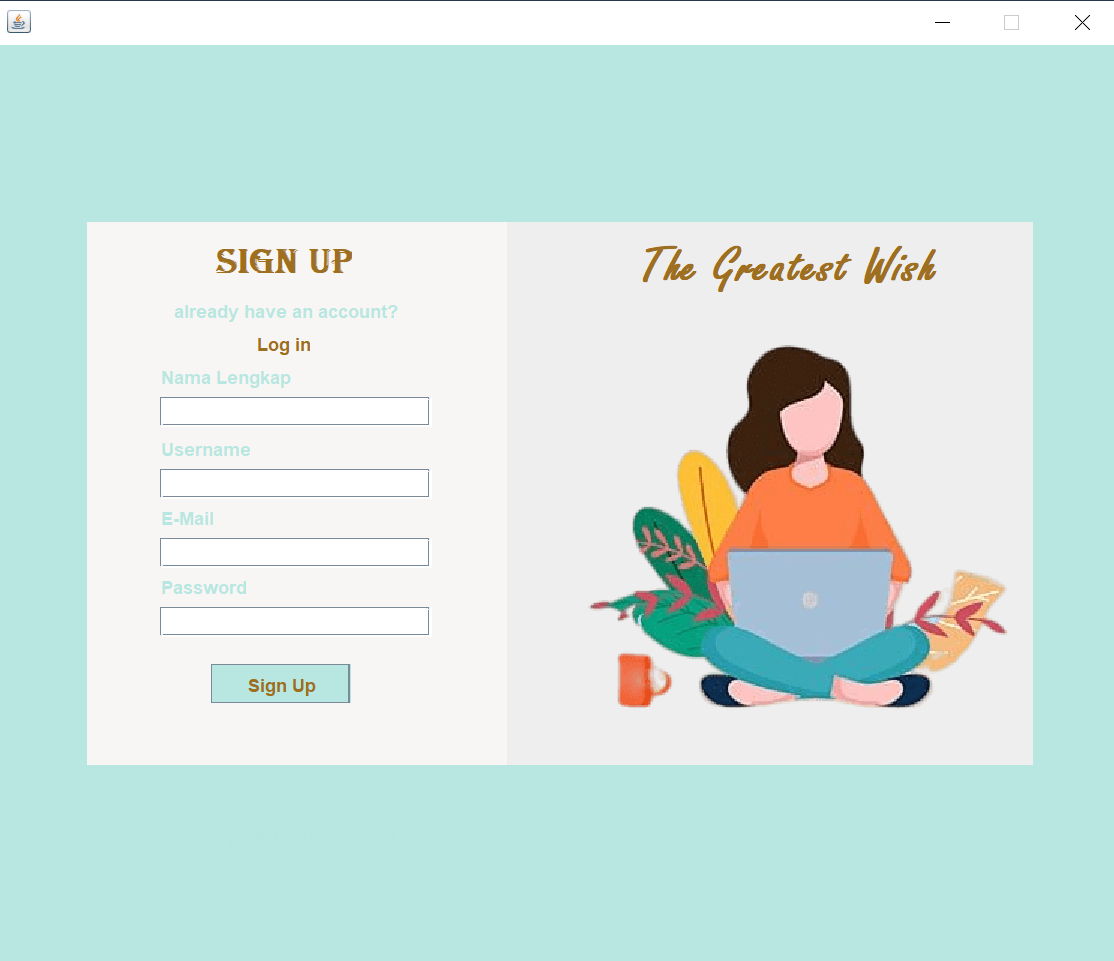 SIGN UP
already have an account?
Log in
Nama Lengkap
Username
E-Mail
Password
Sign Up
The Greatest Wish